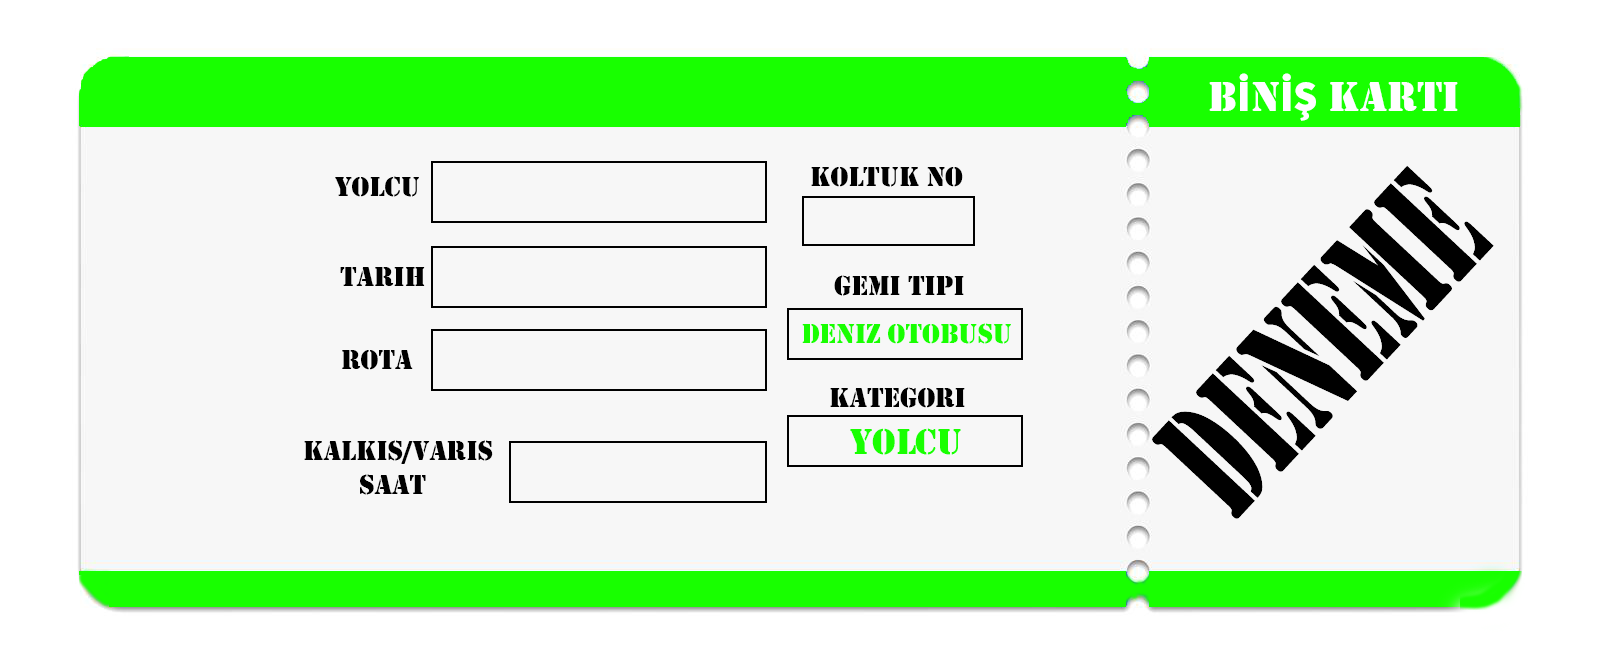 BİNİŞ KARTI
YOLCU
KOLTUK NO
TARIH
GEMI TIPI
DENIZ OTOBUSU
ROTA
KATEGORI
YOLCU
KALKIS/VARIS
SAAT
DENEME